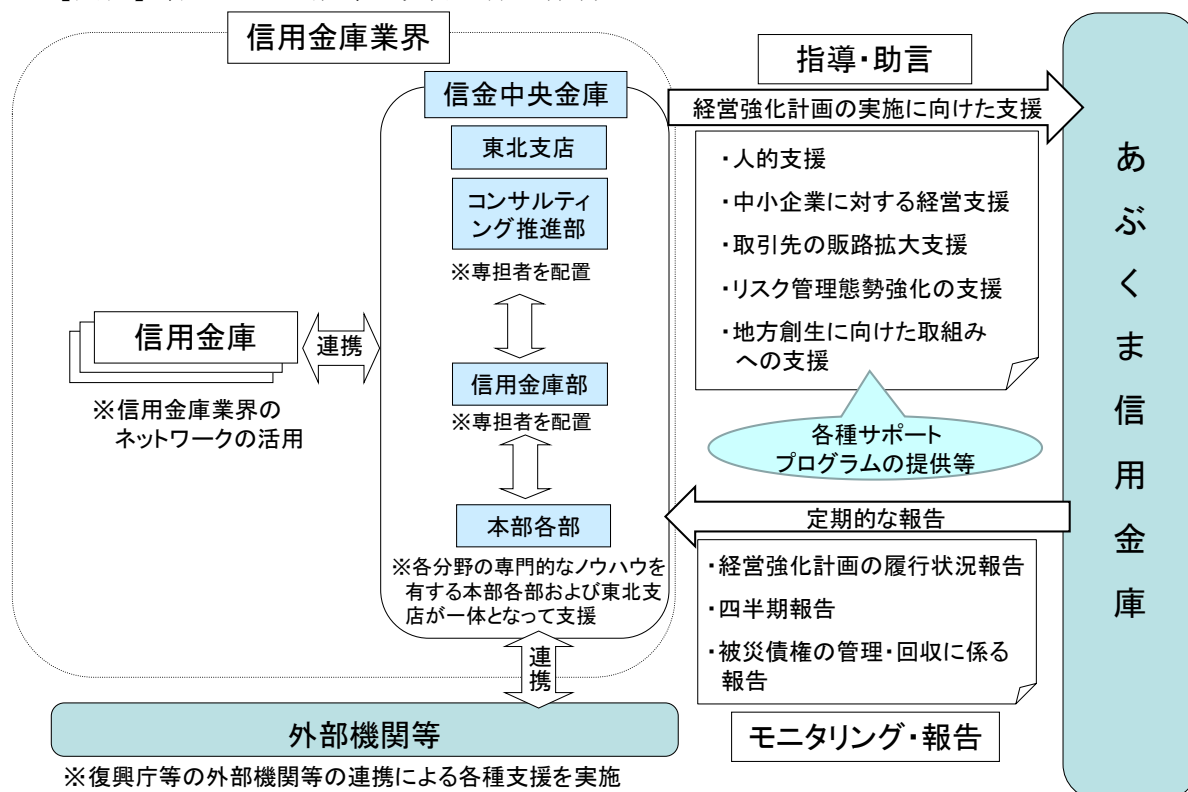 信用金庫業界
信金中央金庫
東北支店
コンサルティ
ング推進部
※専担者を配置
信用金庫部
※専担者を配置
本部各部
※各分野の専門的なノウハウを
有する本部各部および東北支
店が一体となって支援
信用金庫
※信用金庫業界の
ネットワークの活用
連携
連携
外部機関等
※復興庁等の外部機関等の連携による各種支援を実施
指導・助言
経営強化計画の実施に向けた支援
・人的支援
・中小企業に対する経営支援
・取引先の販路拡大支援
・リスク管理態勢強化の支援
・地方創生に向けた取組み
への支援
各種サポート
プログラムの提供等
定期的な報告
・経営強化計画の履行状況報告
・四半期報告
・被災債権の管理・回収に係る
報告
モニタリング・報告
あぶくま信用金庫